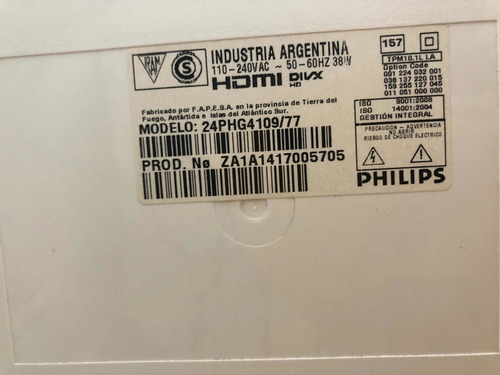 IRAM
S
INDUSTRIA ARGENTINA
110-240VAC ~ 50-60HZ 38W
HDMI DIVX HD
Fabricado por F.A.P.E.S.A. en la provincia de Tierra del
Fuego, Antártida e Islas del Atlántico Sur.
MODELO: 24PHG4109/77
PROD. Nø ZA1A1417005705
157
TPM10.1L LA
Option Code
001 224 032 001
038 137 220 015
159 255 127 045
011 051 000 000
ISO 9001:2008
ISO 14001:2004
GESTIÓN INTEGRAL
PRECAUCION - ADVERTENCIA
NO ABRIR
RIESGO DE CHOQUE ELECTRICO
PHILIPS